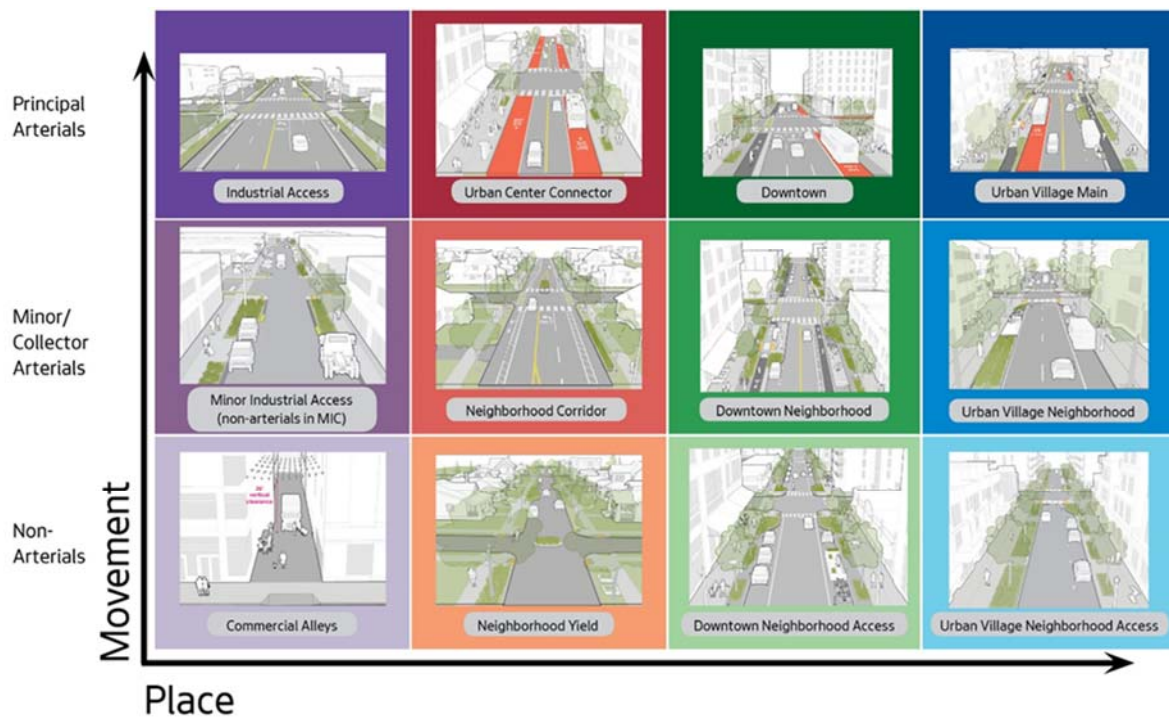 Principal
Arterials
Industrial Access
Urban Center Connector
Downtown
Urban Village Main
Minor/
Collector
Arterials
Minor Industrial Access
(non-arterials in MIC)
Neighborhood Corridor
Downtown Neighborhood
Urban Village Neighborhood
Non-
Arterials
vertical
clearance
Commercial Alleys
Neighborhood Yield
Downtown Neighborhood Access
Urban Village Neighborhood Access
Movement
Place